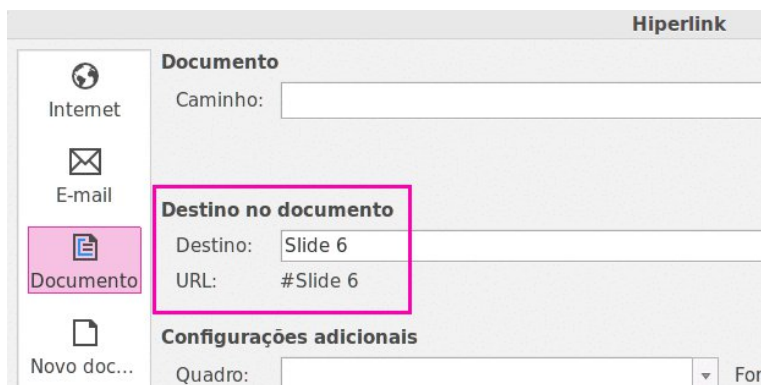 Hiperlink
Internet
E-mail
Documento
Novo doc...
Documento
Caminho:
Destino no documento
Destino: Slide 6
URL: #Slide 6
Configurações adicionais
Quadro: For